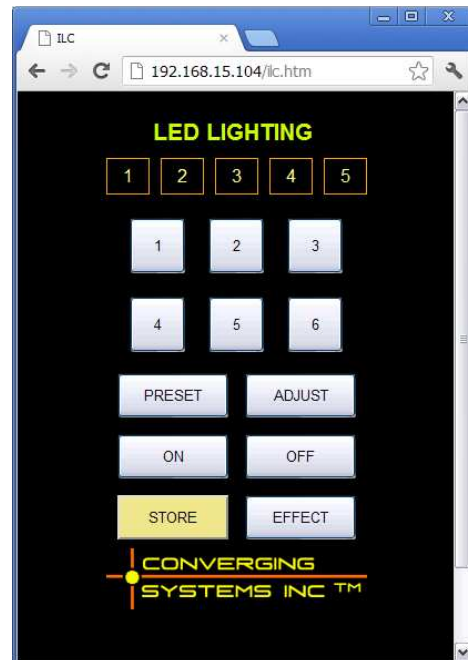 ILC
192.168.15.104/ilc.htm
LED LIGHTING
1 2 3 4 5
1 2 3
4 5 6
PRESET ADJUST
ON OFF
STORE EFFECT
CONVERGING
SYSTEMS INC ™